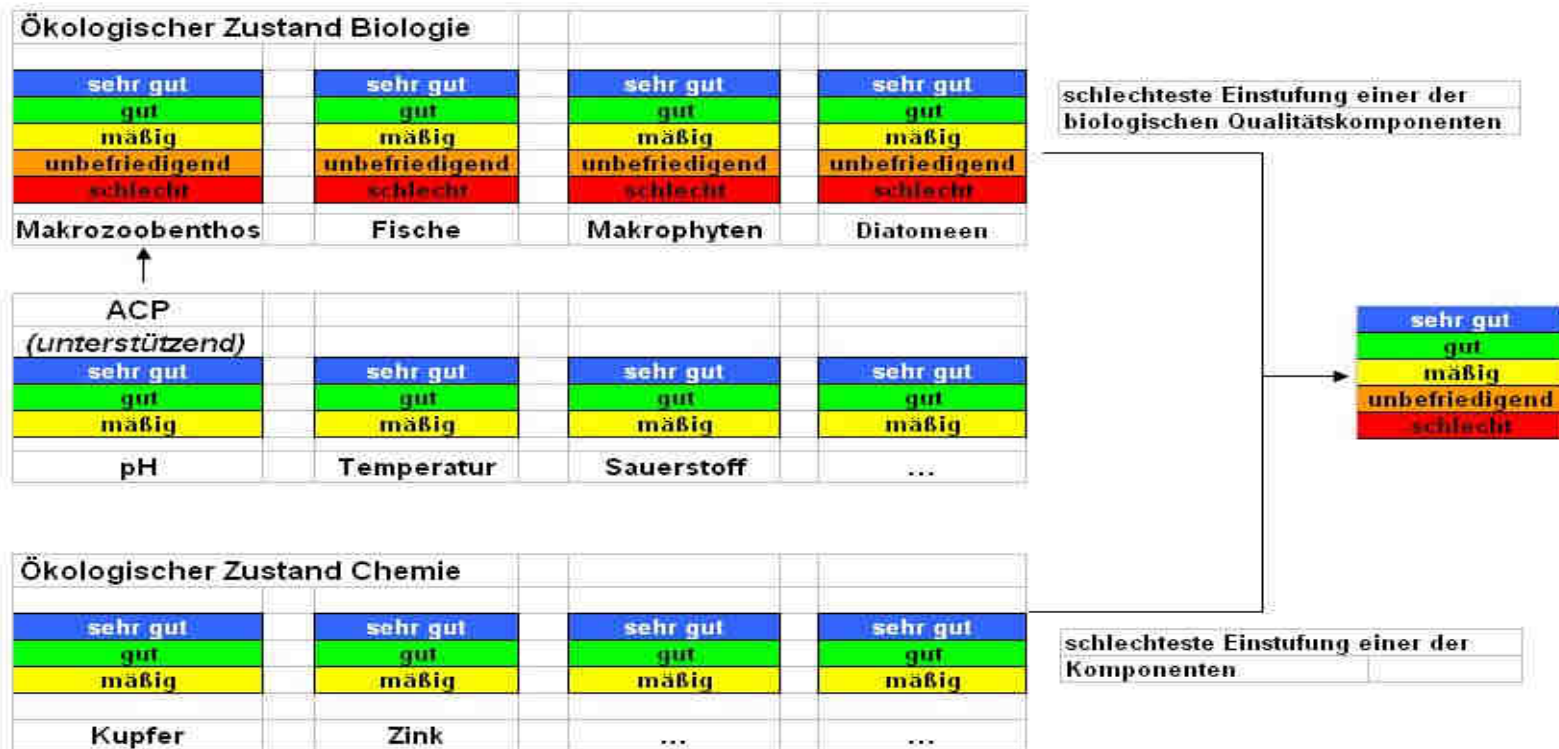 Ökologischer Zustand Biologie
sehr gut sehr gut sehr gut sehr gut
gut gut gut gut
mäßig mäßig mäßig mäßig
unbefriedigend unbefriedigend unbefriedigend unbefriedigend
schlecht schlecht schlecht schlecht
Makrozoobenthos Fische Makrophyten Diatomeen
schlechteste Einstufung einer der
biologischen Qualitätskomponenten
ACP
(unterstützend)
sehr gut sehr gut sehr gut sehr gut
gut gut gut gut
mäßig mäßig mäßig mäßig
pH Temperatur Sauerstoff ...
sehr gut
gut
mäßig
unbefriedigend
schlecht
Ökologischer Zustand Chemie
sehr gut sehr gut sehr gut sehr gut
gut gut gut gut
mäßig mäßig mäßig mäßig
Kupfer Zink ... ...
schlechteste Einstufung einer der
Komponenten